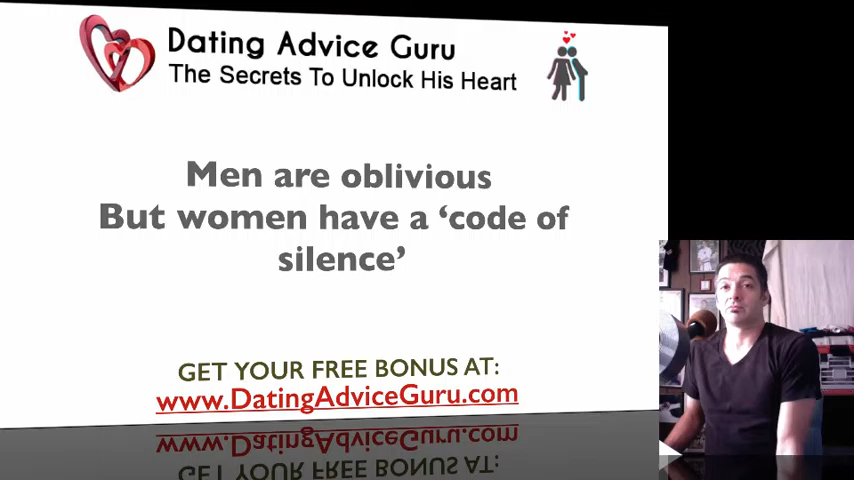 Dating Advice Guru
The Secrets To Unlock His Heart
Men are oblivious
But women have a ‘code of
silence’
GET YOUR FREE BONUS AT:
www.DatingAdviceGuru.com
www.DatingAdviceGuru.com
GET YOUR FREE BONUS AT: